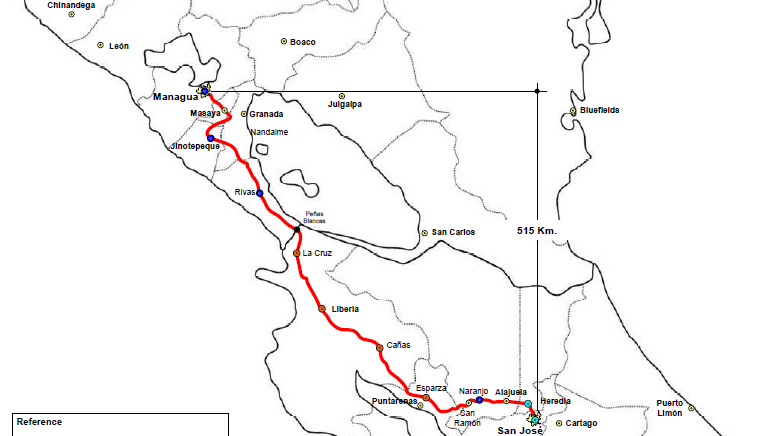 Chinandega
León
Boaco
Managua
Juigalpa
Masaya
Granada
Bluefields
Nandaime
Jinotepeque
Rivas
Peñas
Blancas
San Carlos
515 Km.
La Cruz
Liberia
Cañas
Esparza
Naranjo
Alajuela
Puntarenas
Heredia
San
Ramón
Puerto
Limón
San José
Cartago
Reference